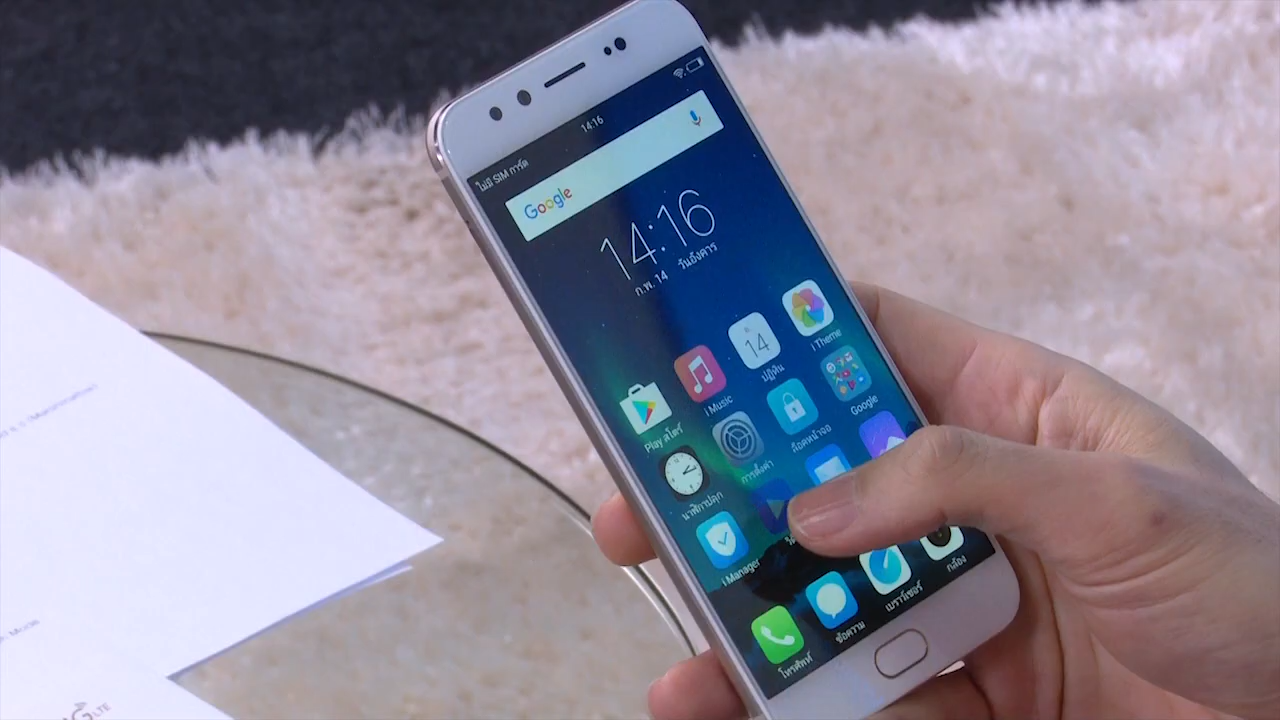 ไม่มี SIM การ์ด
14:16
Google
14:16
ก.พ. 14 วันอังคาร
14
Play สโตร์
i Music
ปฏิทิน
i Theme
นาฬิกาปลุก
การตั้งค่า
ล็อคหน้าจอ
Google
i Manager
โทรศัพท์
ข้อความ
เบราว์เซอร์
กล้อง
Mode
LTE